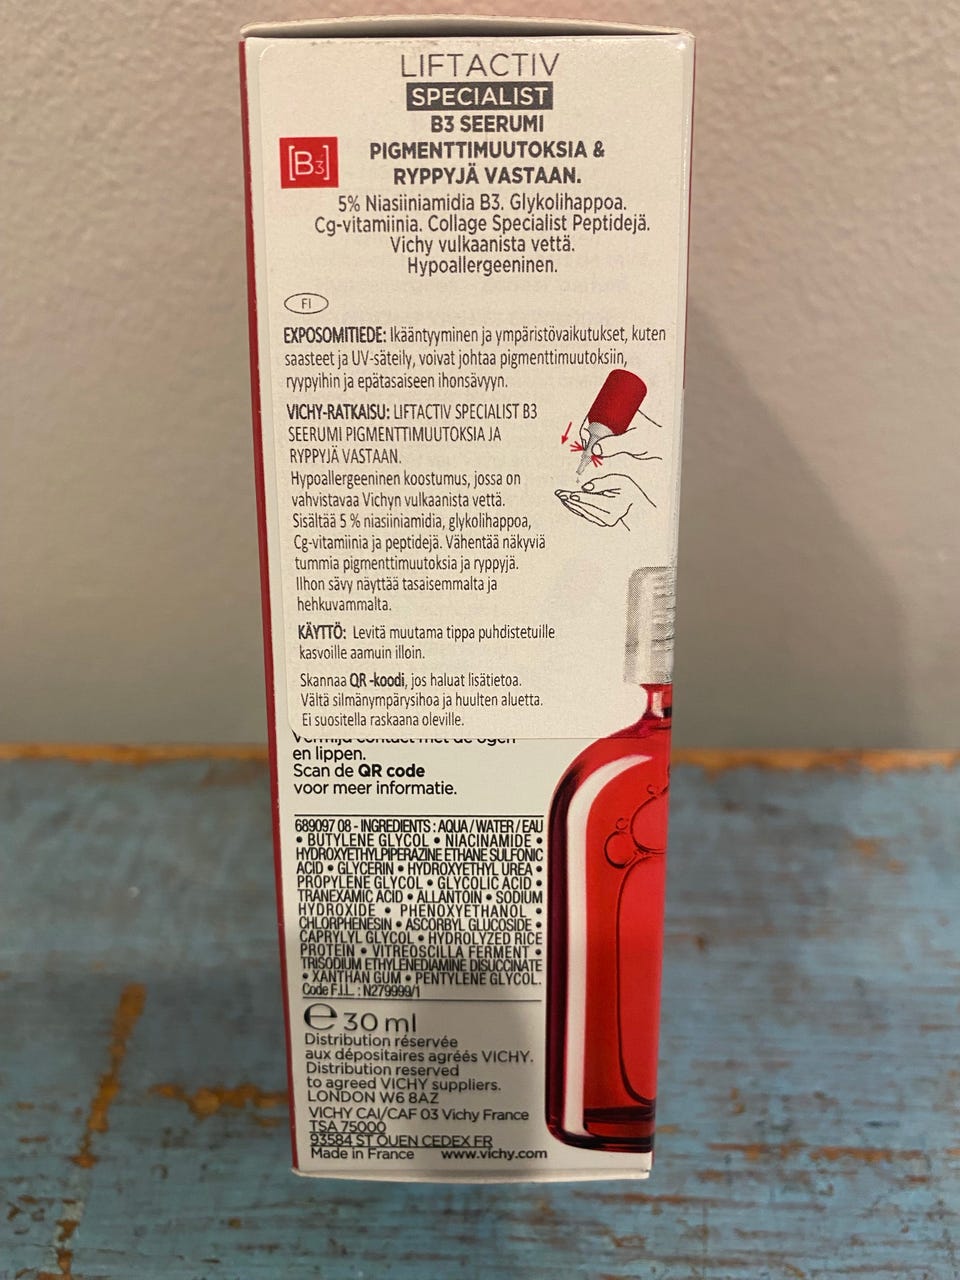 LIFTACTIV
SPECIALIST
B3 SEERUMI
PIGMENTTIMUUTOKSIA &
RYPPYJÄ VASTAAN.
[B3]
5% Niasiiniamidia B3. Glykolihappoa.
Cg-vitamiinia. Collage Specialist Peptidejä.
Vichy vulkaanista vettä.
Hypoallergeeninen.
FI
EXPOSOMITIEDE: Ikääntyyminen ja ympäristövaikutukset, kuten
saasteet ja UV-säteily, voivat johtaa pigmenttimuutoksiin,
ryypyihin ja epätasaiseen ihonsävyyn.
VICHY-RATKAISU: LIFTACTIV SPECIALIST B3
SEERUMI PIGMENTTIMUUTOKSIA JA
RYPPYJÄ VASTAAN.
Hypoallergeeninen koostumus, jossa on
vahvistavaa Vichyn vulkaanista vettä.
Sisältää 5 % niasiiniamidia, glykolihappoa,
Cg-vitamiinia ja peptidejä. Vähentää näkyviä
tummia pigmenttimuutoksia ja ryppyjä.
Ilhon sävy näyttää tasaisemmalta ja
hehkuvammalta.
KÄYTTÖ: Levitä muutama tippa puhdistetuille
kasvoille aamuin illoin.
Skannaa QR -koodi, jos haluat lisätietoa.
Vältä silmänympärysihoa ja huulten aluetta.
Ei suositella raskaana oleville.
Vermijd contact met de ogen
en lippen.
Scan de QR code
voor meer informatie.
689097 08 - INGREDIENTS : AQUA / WATER / EAU
• BUTYLENE GLYCOL • NIACINAMIDE •
HYDROXYETHYLPIPERAZINE ETHANE SULFONIC
ACID • GLYCERIN • HYDROXYETHYL UREA •
PROPYLENE GLYCOL • GLYCOLIC ACID •
TRANEXAMIC ACID • ALLANTOIN • SODIUM
HYDROXIDE • PHENOXYETHANOL •
CHLORPHENESIN • ASCORBYL GLUCOSIDE •
CAPRYLYL GLYCOL • HYDROLYZED RICE
PROTEIN • VITREOSCILLA FERMENT •
TRISODIUM ETHYLENEDIAMINE DISUCCINATE
• XANTHAN GUM • PENTYLENE GLYCOL.
Code F.I.L. : N279999/1
e 30 ml
Distribution réservée
aux dépositaires agréés VICHY.
Distribution reserved
to agreed VICHY suppliers.
LONDON W6 8AZ
VICHY CAI/CAF 03 Vichy France
TSA 75000
93584 ST OUEN CEDEX FR
Made in France www.vichy.com